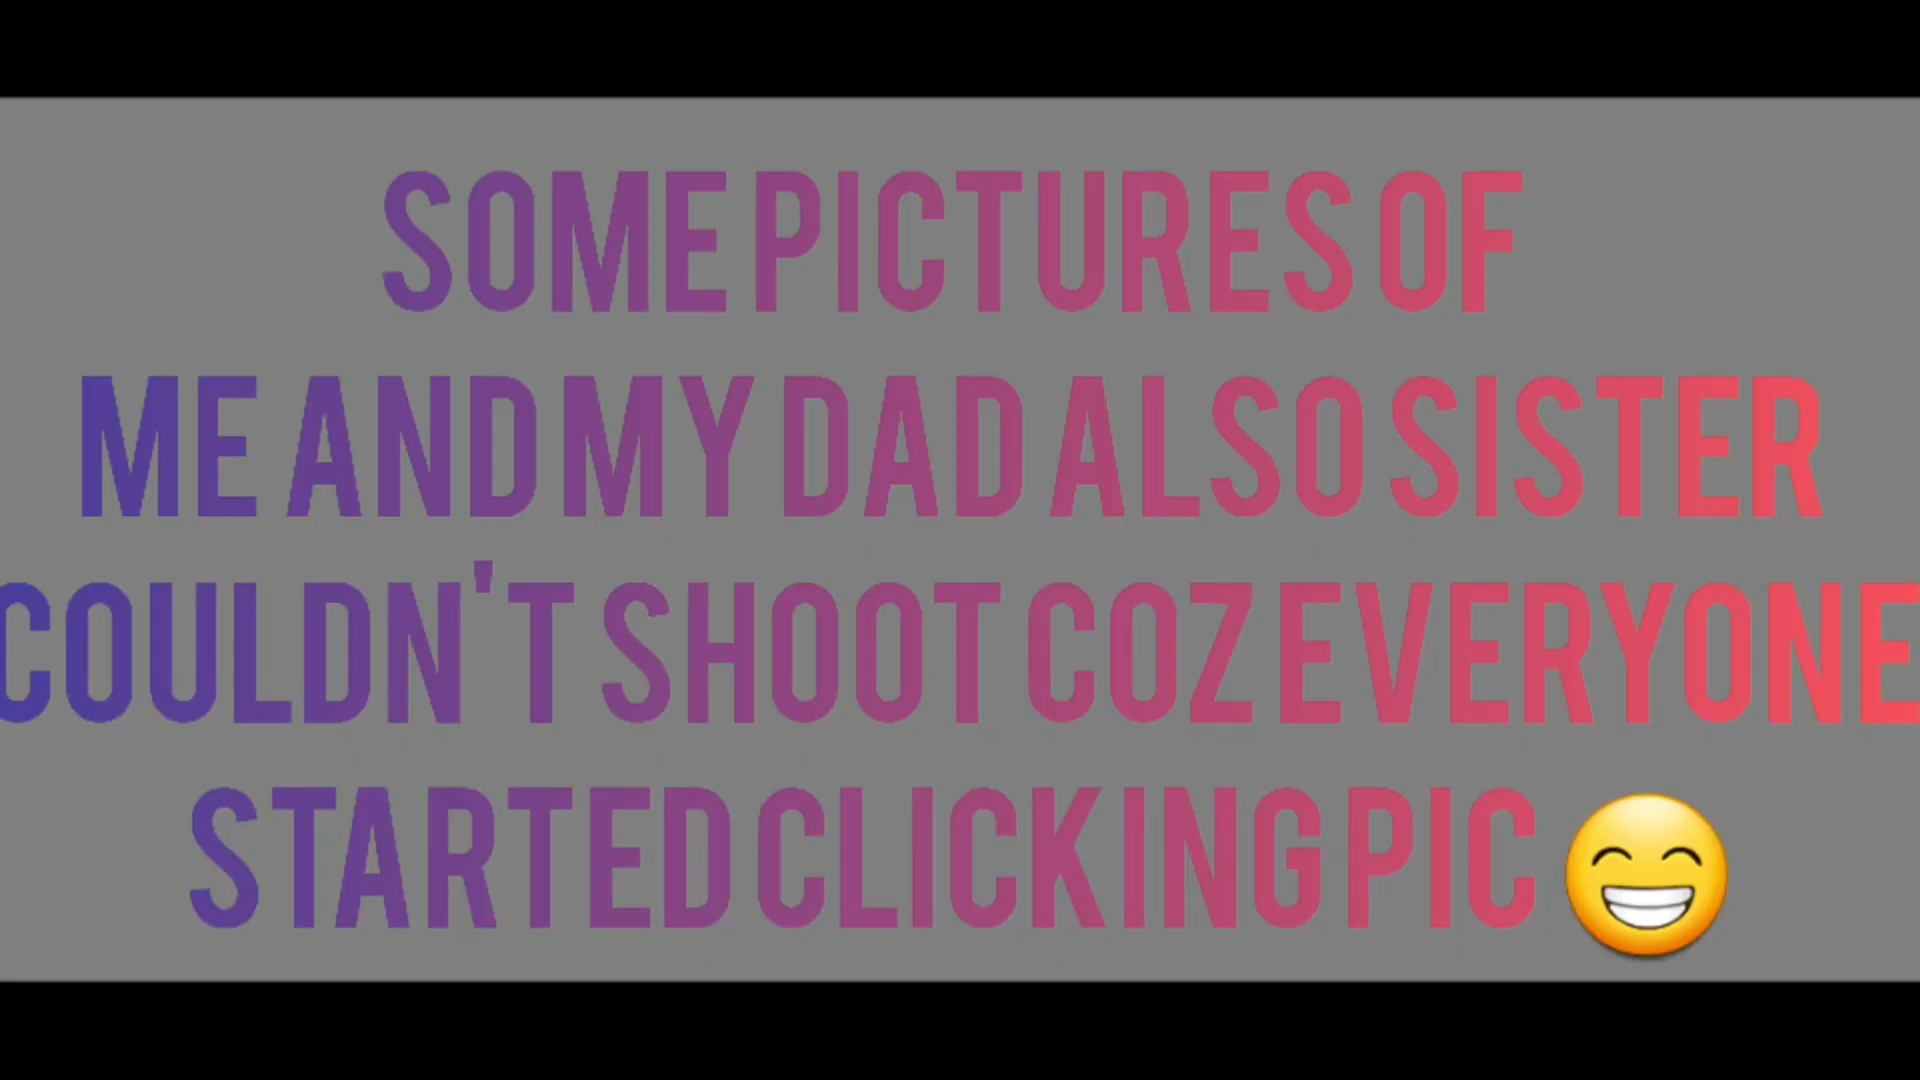 SOME PICTURES OF
ME AND MY DAD ALSO SISTER
COULDN'T SHOOT COZ EVERYONE
STARTED CLICKING PIC 😁